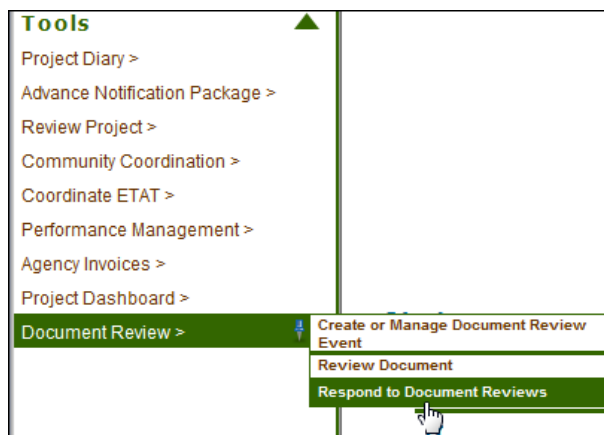 Tools
Project Diary >
Advance Notification Package >
Review Project >
Community Coordination >
Coordinate ETAT >
Performance Management >
Agency Invoices >
Project Dashboard >
Document Review >
Create or Manage Document Review
Event
Review Document
Respond to Document Reviews